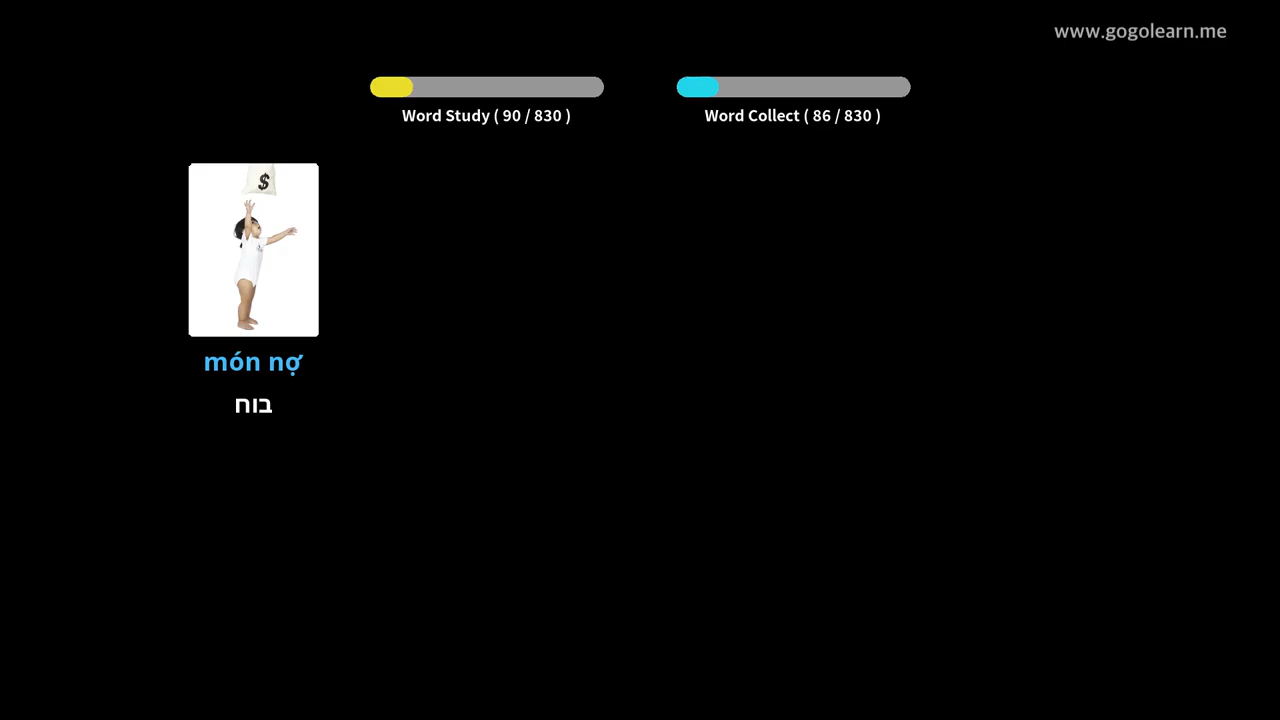 www.gogolearn.me
Word Study ( 90 / 830 )
Word Collect ( 86 / 830 )
$
món nợ
בוח